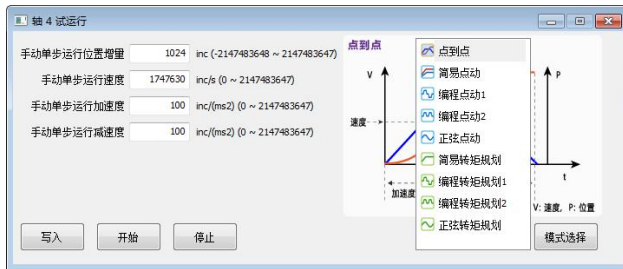 轴 4 试运行
手动单步运行位置增量 1024 inc (-2147483648 ~ 2147483647)
手动单步运行速度 1747630 inc/s (0 ~ 2147483647)
手动单步运行加速度 100 inc/(ms2) (0 ~ 2147483647)
手动单步运行减速度 100 inc/(ms2) (0 ~ 2147483647)
点到点
V
P
速度
加速度
t
V: 速度, P: 位置
点到点
简易点动
编程点动1
编程点动2
正弦点动
简易转矩规划
编程转矩规划1
编程转矩规划2
正弦转矩规划
写入 开始 停止 模式选择